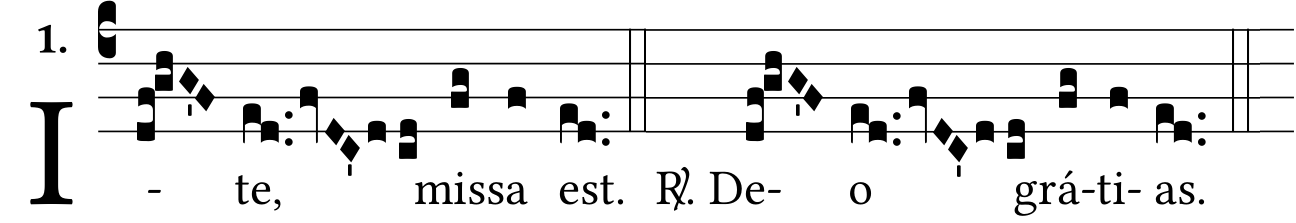 1.
I - te, missa est. ℟. De- o grá-ti- as.